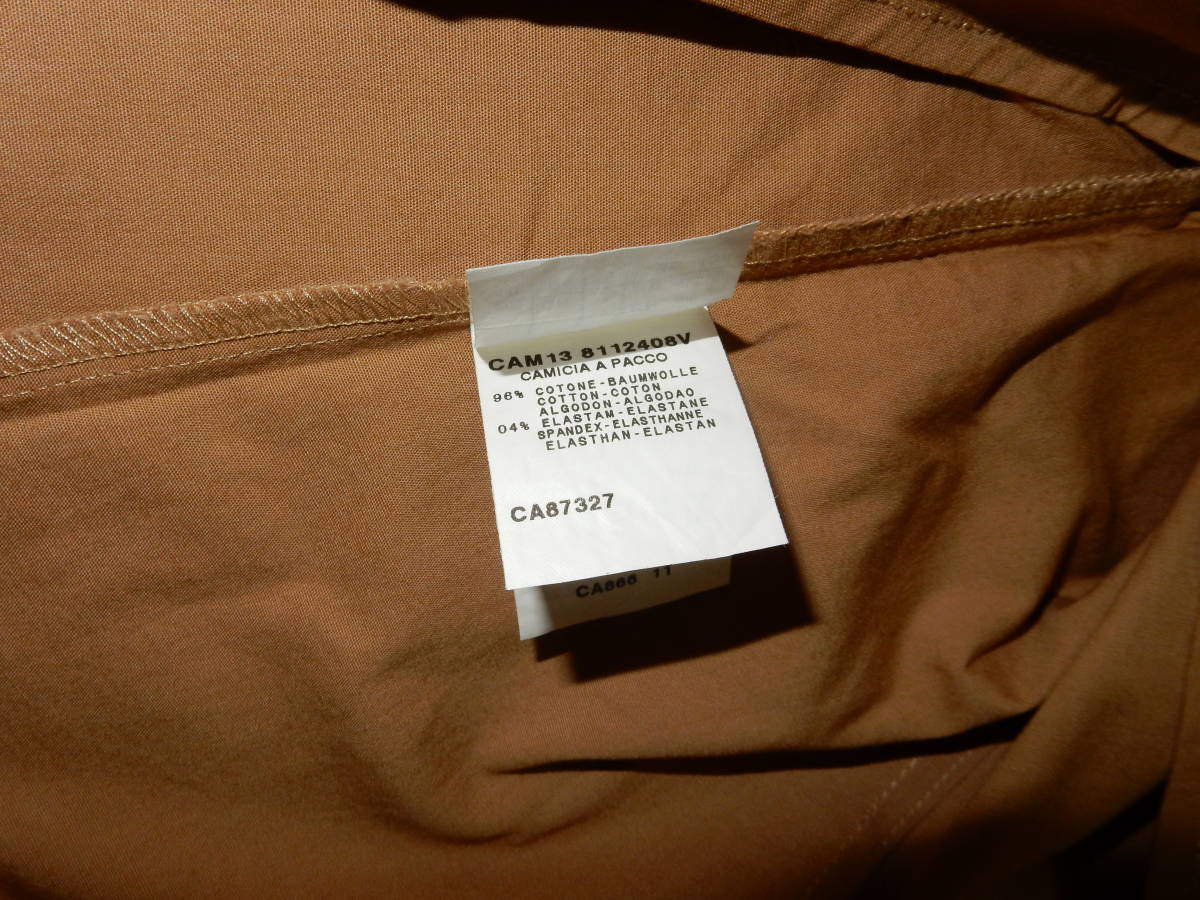 CAM13 8112408V
CAMICIA A PACCO
96% COTONE-BAUMWOLLE
COTTON-COTON
ALGODON-ALGODAO
04% ELASTAM-ELASTANE
SPANDEX-ELASTHANNE
ELASTHAN-ELASTAN
CA87327
CA666 11